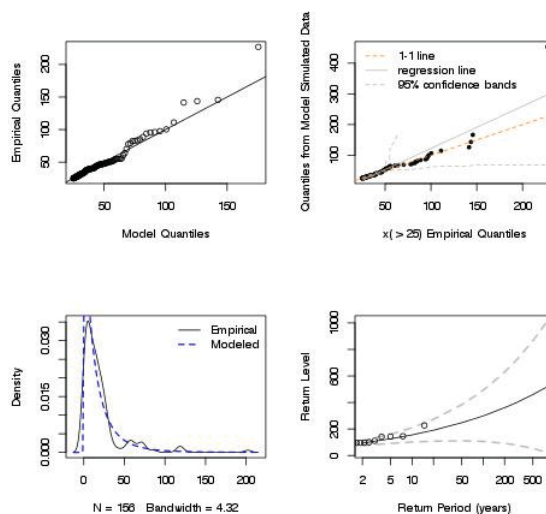 Empirical Quantiles
50 100 150 200
50 100 150
Model Quantiles
Quantiles from Model Simulated Data
100 200 300 400
1-1 line
regression line
95% confidence bands
50 100 150 200
x( > 25) Empirical Quantiles
Density
0.000 0.015 0.030
Empirical
Modeled
0 50 100 150 200
N = 156 Bandwidth = 4.32
Return Level
0 200 400 1000
2 5 10 50 200 500
Return Period (years)